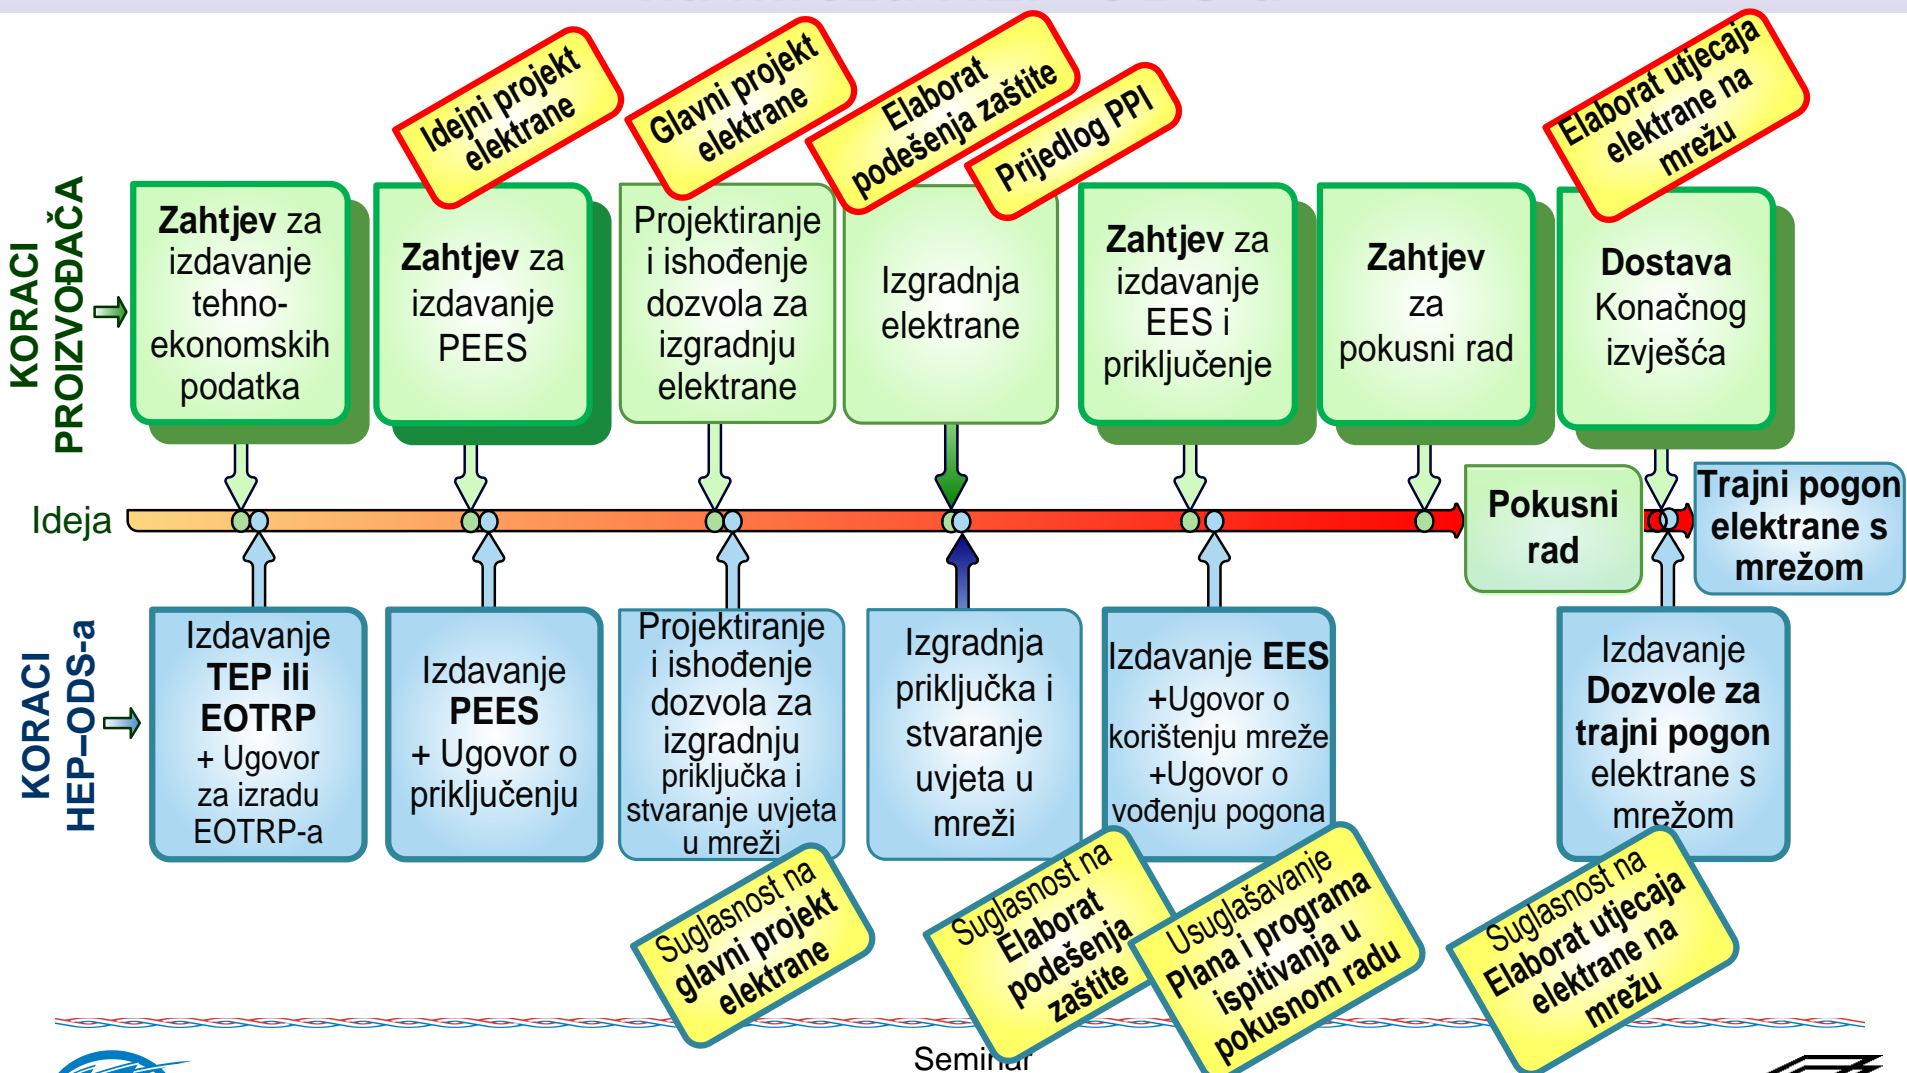 Idejni projekt
elektrane
Glavni projekt
elektrane
Elaborat
podešenja zaštite
Prijedlog PPI
Elaborat utjecaja
elektrane na
mrežu
KORACI
PROIZVOĐAČA
Zahtjev za
izdavanje
tehno-
ekonomskih
podatka
Zahtjev za
izdavanje
PEES
Projektiranje
i ishođenje
dozvola za
izgradnju
elektrane
Izgradnja
elektrane
Zahtjev za
izdavanje
EES i
priključenje
Zahtjev
za
pokusni rad
Dostava
Konačnog
izvješća
Ideja
Pokusni
rad
Trajni pogon
elektrane s
mrežom
KORACI
HEP–ODS-a
Izdavanje
TEP ili
EOTRP
+ Ugovor
za izradu
EOTRP-a
Izdavanje
PEES
+ Ugovor o
priključenju
Projektiranje
i ishođenje
dozvola za
izgradnju
priključka i
stvaranje uvjeta
u mreži
Izgradnja
priključka i
stvaranje
uvjeta u
mreži
Izdavanje EES
+Ugovor o
korištenju mreže
+Ugovor o
vođenju pogona
Izdavanje
Dozvole za
trajni pogon
elektrane s
mrežom
Suglasnost na
glavni projekt
elektrane
Suglasnost na
Elaborat
podešenja
zaštite
Usuglašavanje
Plana i programa
ispitivanja u
pokusnom radu
Suglasnost na
Elaborat utjecaja
elektrane na
mrežu
Seminar